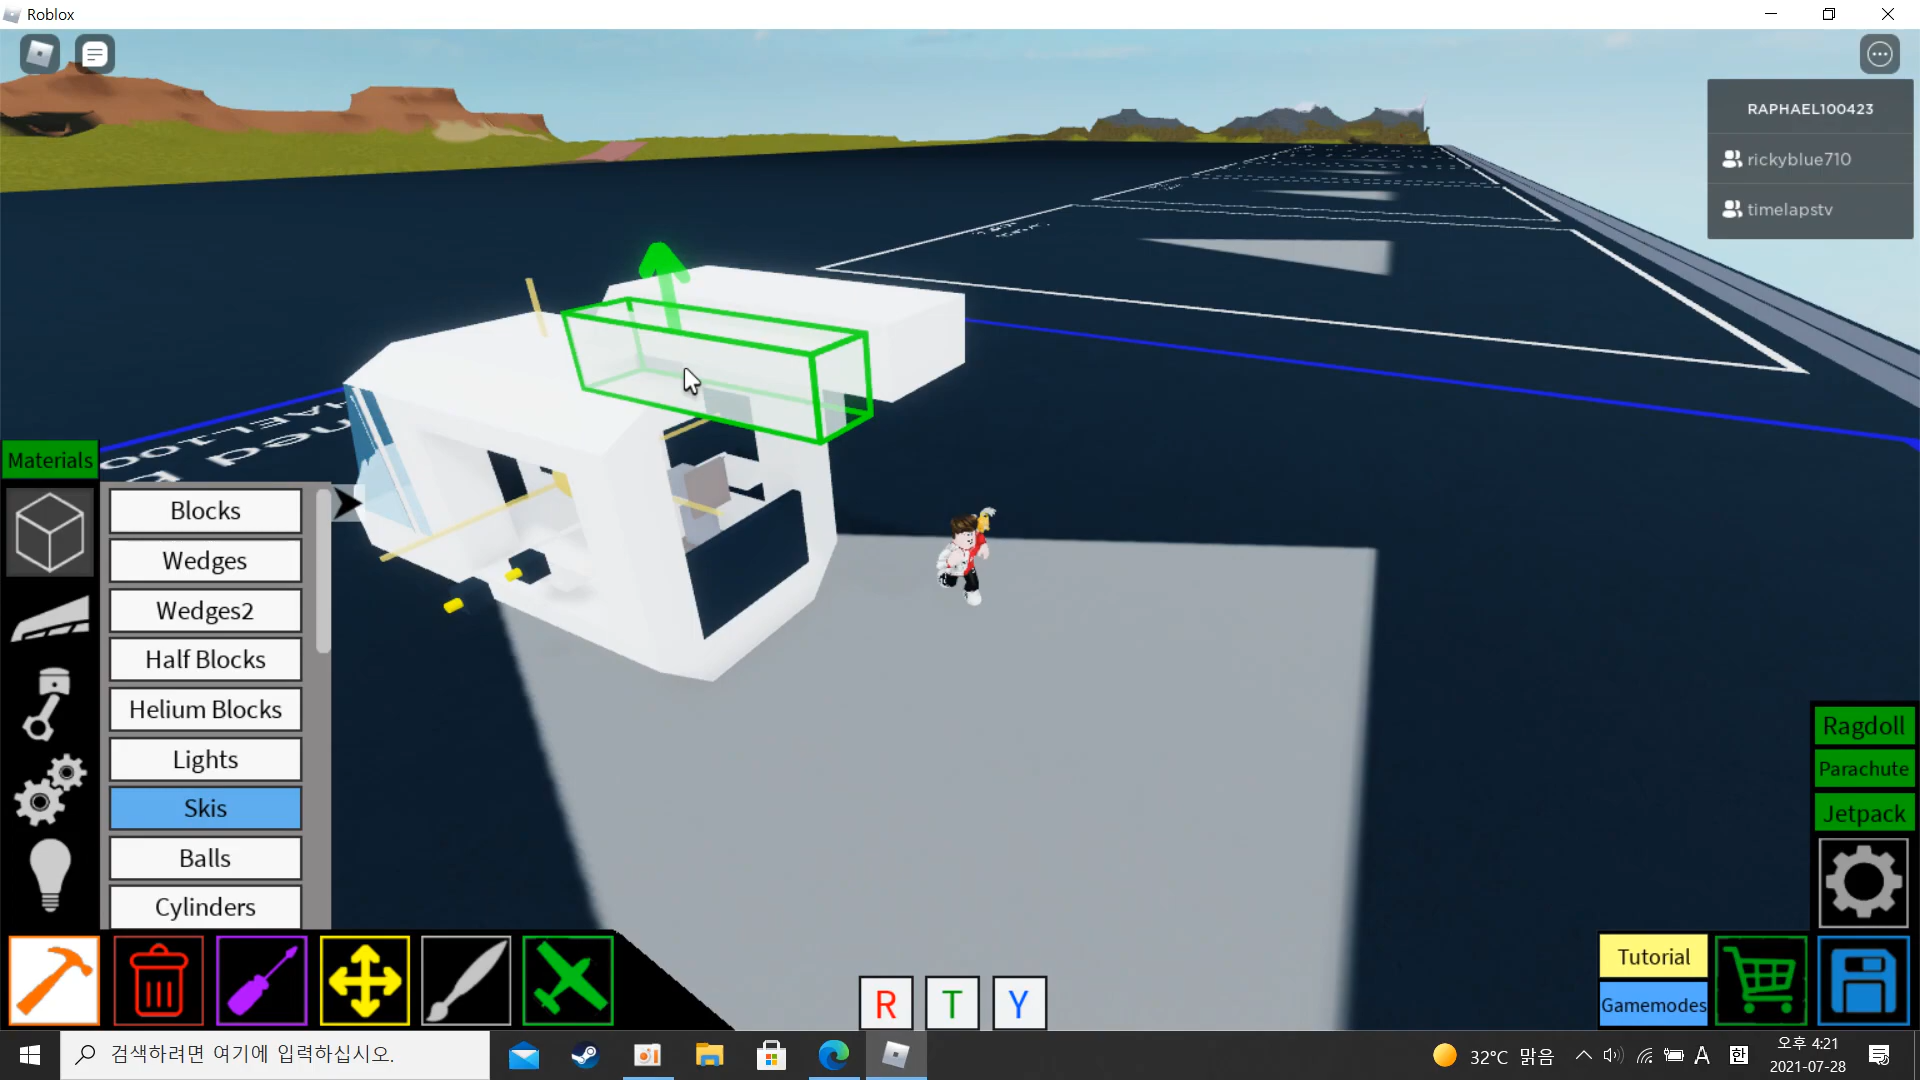 Roblox
RAPHAEL100423
rickyblue710
timelapstv
Materials
Blocks
Wedges
Wedges2
Half Blocks
Helium Blocks
Lights
Skis
Balls
Cylinders
Ragdoll
Parachute
Jetpack
Tutorial
Gamemodes
R T Y
검색하려면 여기에 입력하십시오.
32°C 맑음
A
한
오후 4:21
2021-07-28